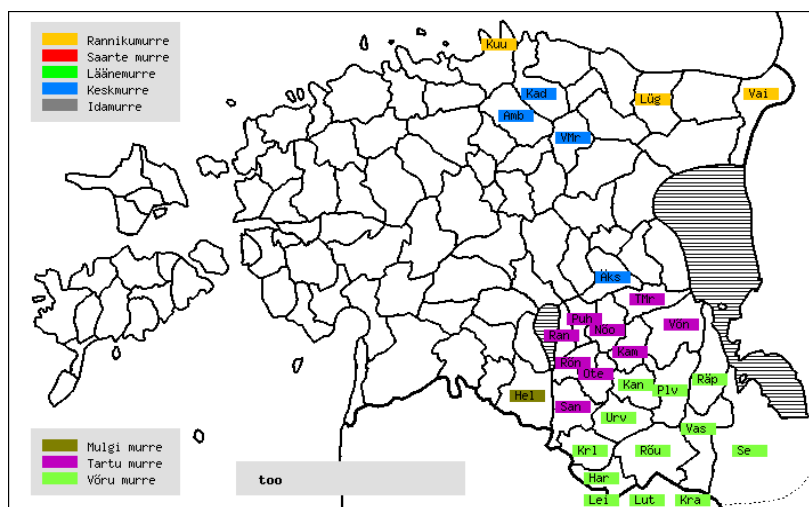 Rannikumurre
Saarte murre
Läänemurre
Keskmurre
Idamurre
Kuu
Kad
Amb
VMr
Lüg
Vai
Äks
TMr
Puh
Nõo
Võn
Ran
Kam
Rõn
Ote
Hel
San
Kan
Plv
Räp
Urv
Vas
Krl
Rõu
Se
Har
Lei
Lut
Kra
Mulgi murre
Tartu murre
Võru murre
too